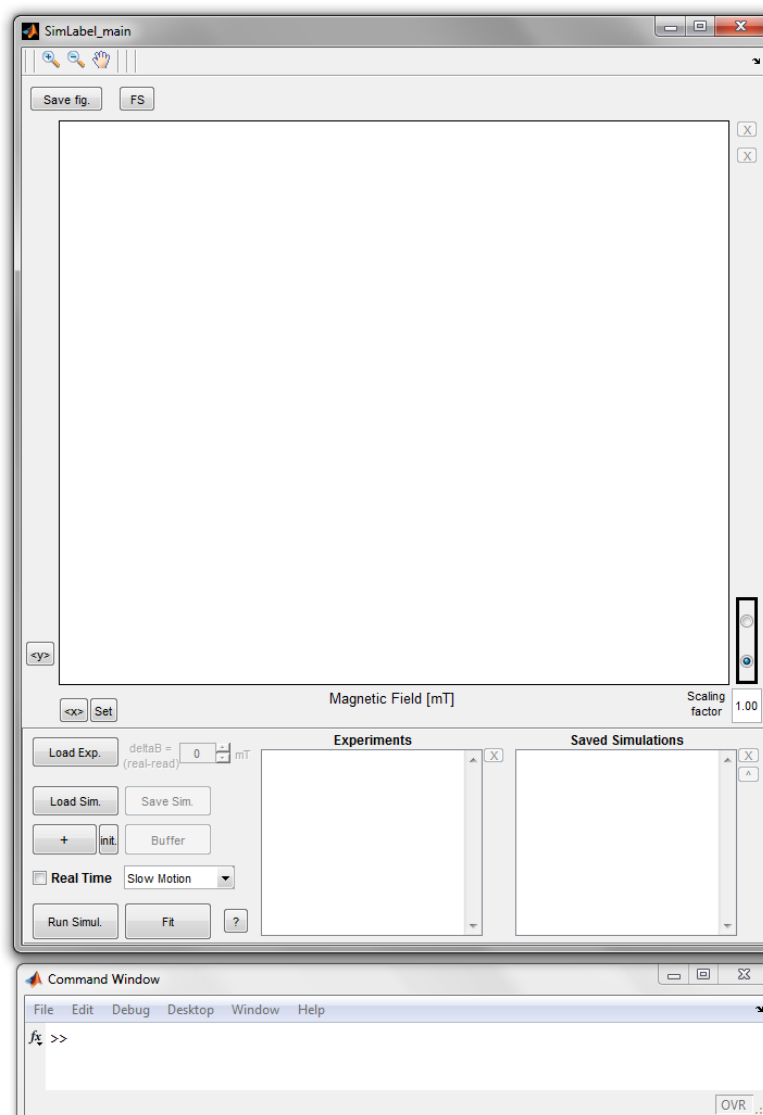 SimLabel_main
Save fig. FS
X
X
<y>
<x> Set Magnetic Field [mT] Scaling factor 1.00
Experiments Saved Simulations
Load Exp. deltaB = (real-read) 0 mT X X
^
Load Sim. Save Sim.
+ init. Buffer
Real Time Slow Motion
Run Simul. Fit ?
Command Window
File Edit Debug Desktop Window Help
fx >>
OVR